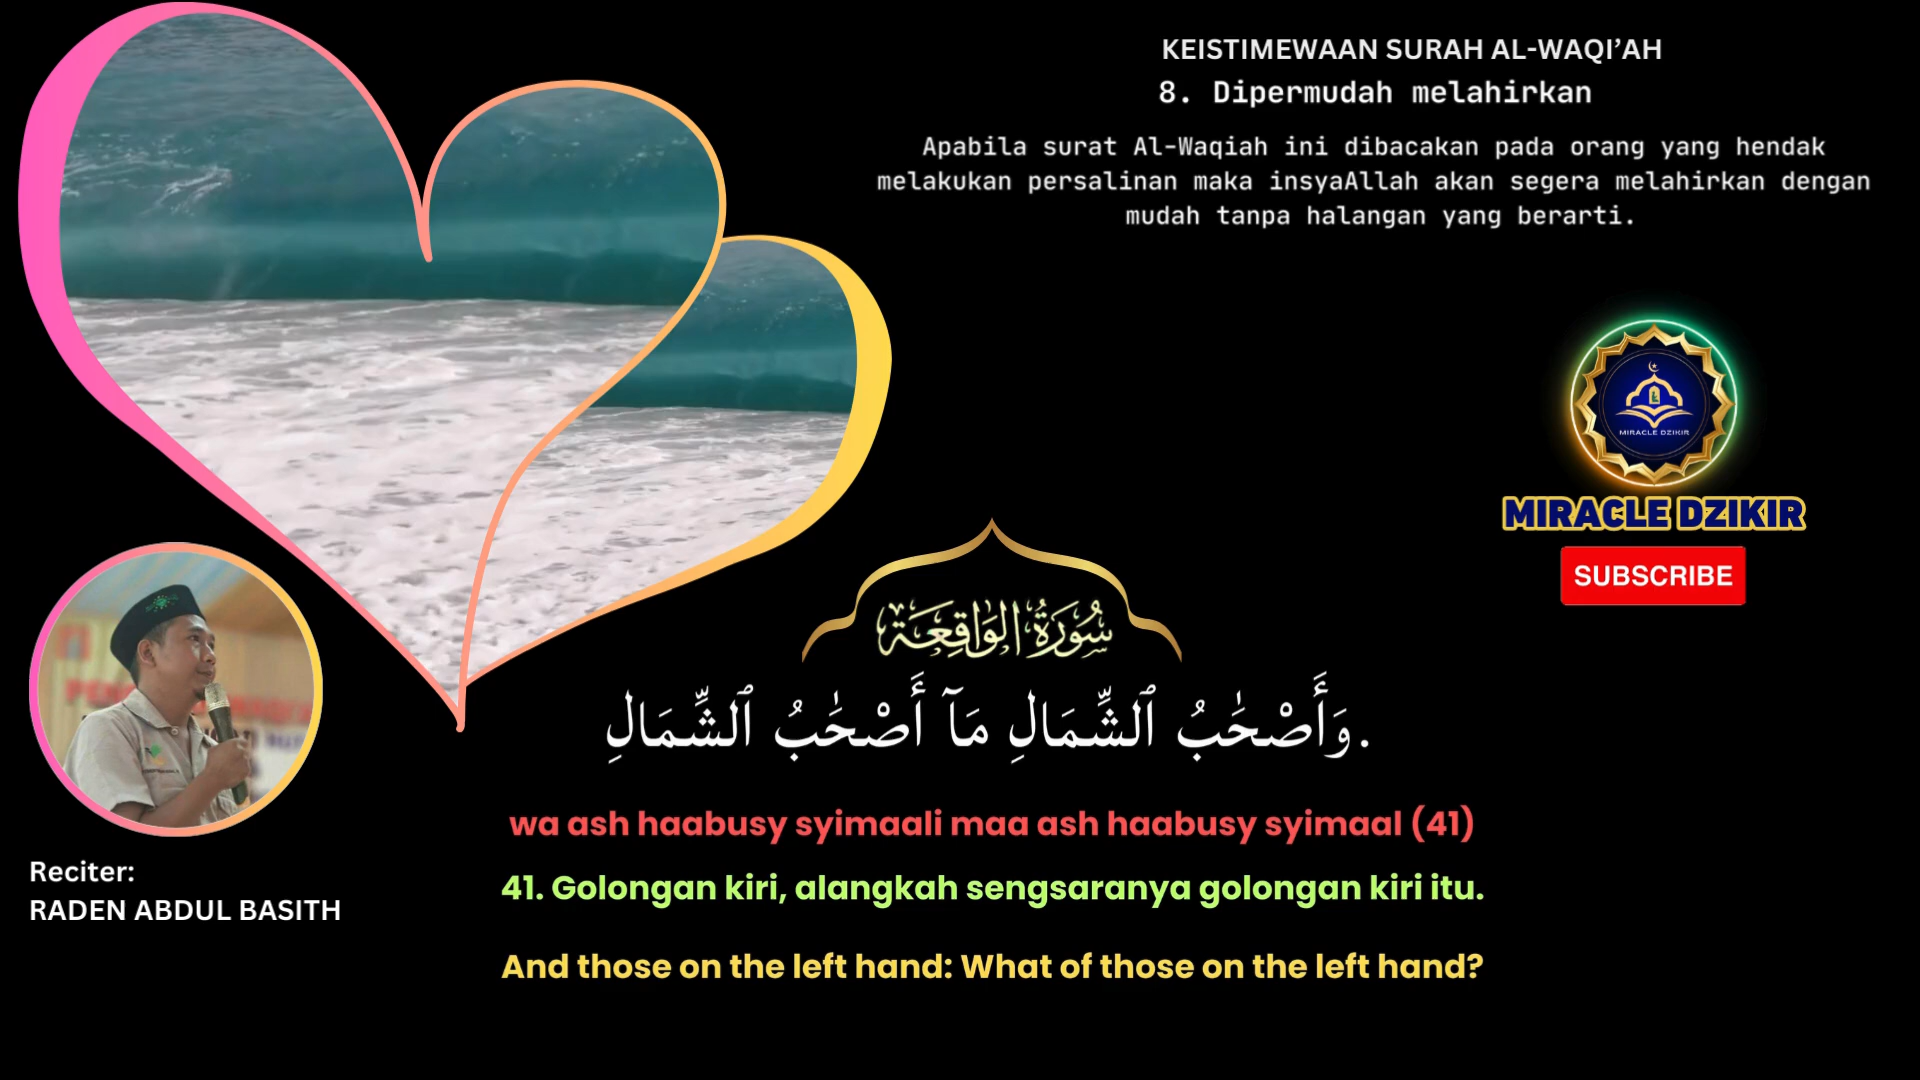 KEISTIMEWAAN SURAH AL-WAQI’AH
8. Dipermudah melahirkan
Apabila surat Al-Waqiah ini dibacakan pada orang yang hendak
melakukan persalinan maka insyaAllah akan segera melahirkan dengan
mudah tanpa halangan yang berarti.
MIRACLE DZIKIR
MIRACLE DZIKIR
SUBSCRIBE
سُورَةُ الوَاقِعَة
وَأَصْحَٰبُ ٱلشِّمَالِ مَآ أَصْحَٰبُ ٱلشِّمَالِ.
wa ash haabusy syimaali maa ash haabusy syimaal (41)
41. Golongan kiri, alangkah sengsaranya golongan kiri itu.
And those on the left hand: What of those on the left hand?
Reciter:
RADEN ABDUL BASITH